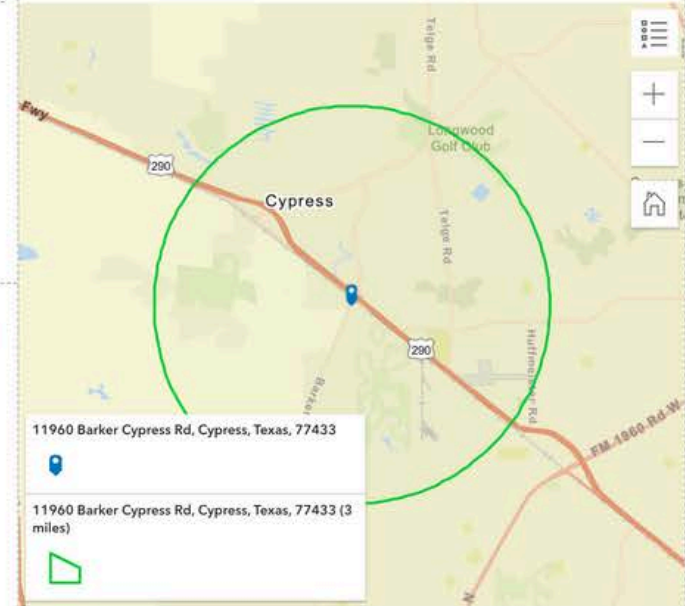 Telge Rd
Fwy
Longwood
Golf Club
290
Cypress
Telge Rd
290
Huffmeister Rd
Barker
FM 1960 Rd W
N
11960 Barker Cypress Rd, Cypress, Texas, 77433
11960 Barker Cypress Rd, Cypress, Texas, 77433 (3
miles)